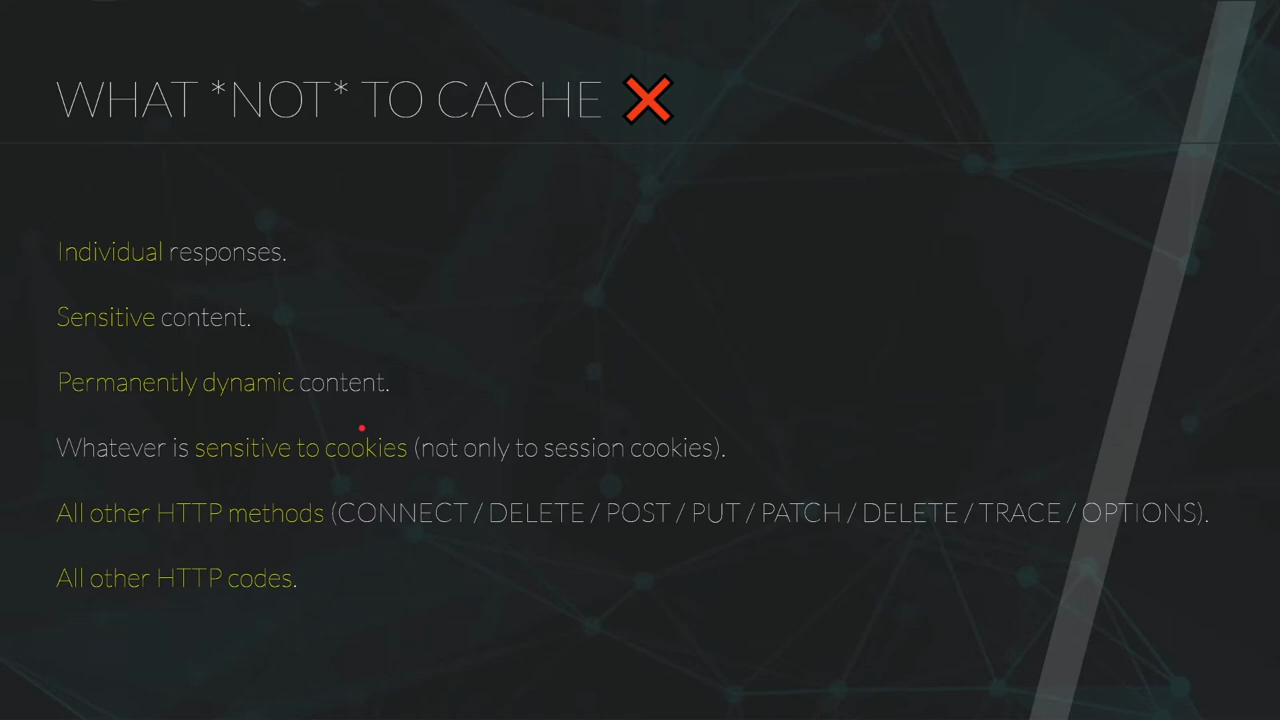 WHAT *NOT* TO CACHE ❌
Individual responses.
Sensitive content.
Permanently dynamic content.
Whatever is sensitive to cookies (not only to session cookies).
All other HTTP methods (CONNECT / DELETE / POST / PUT / PATCH / DELETE / TRACE / OPTIONS).
All other HTTP codes.